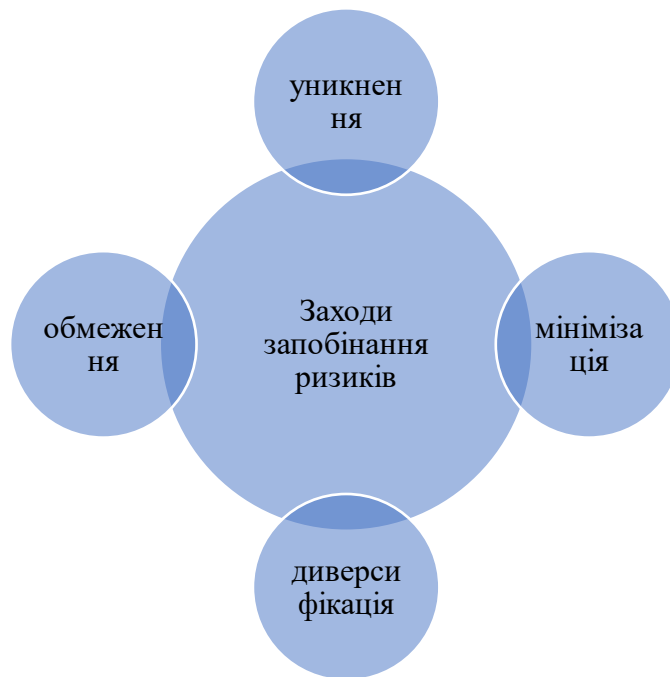 уникнен
ня
обмежен
ня
Заходи
запобінання
ризиків
мініміза
ція
диверси
фікація